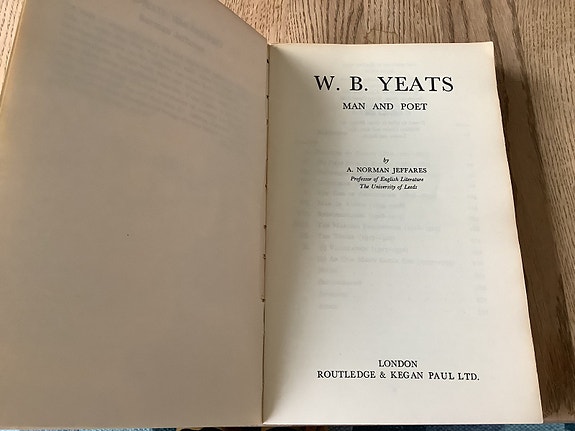 W. B. YEATS
MAN AND POET
by
A. NORMAN JEFFARES
Professor of English Literature
The University of Leeds
LONDON
ROUTLEDGE & KEGAN PAUL LTD.